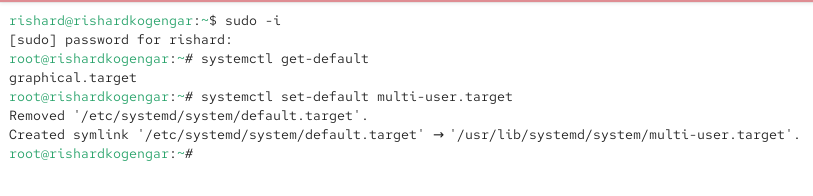 rishard@rishardkogengar:~$ sudo -i
[sudo] password for rishard:
root@rishardkogengar:~# systemctl get-default
graphical.target
root@rishardkogengar:~# systemctl set-default multi-user.target
Removed '/etc/systemd/system/default.target'.
Created symlink '/etc/systemd/system/default.target' → '/usr/lib/systemd/system/multi-user.target'.
root@rishardkogengar:~#